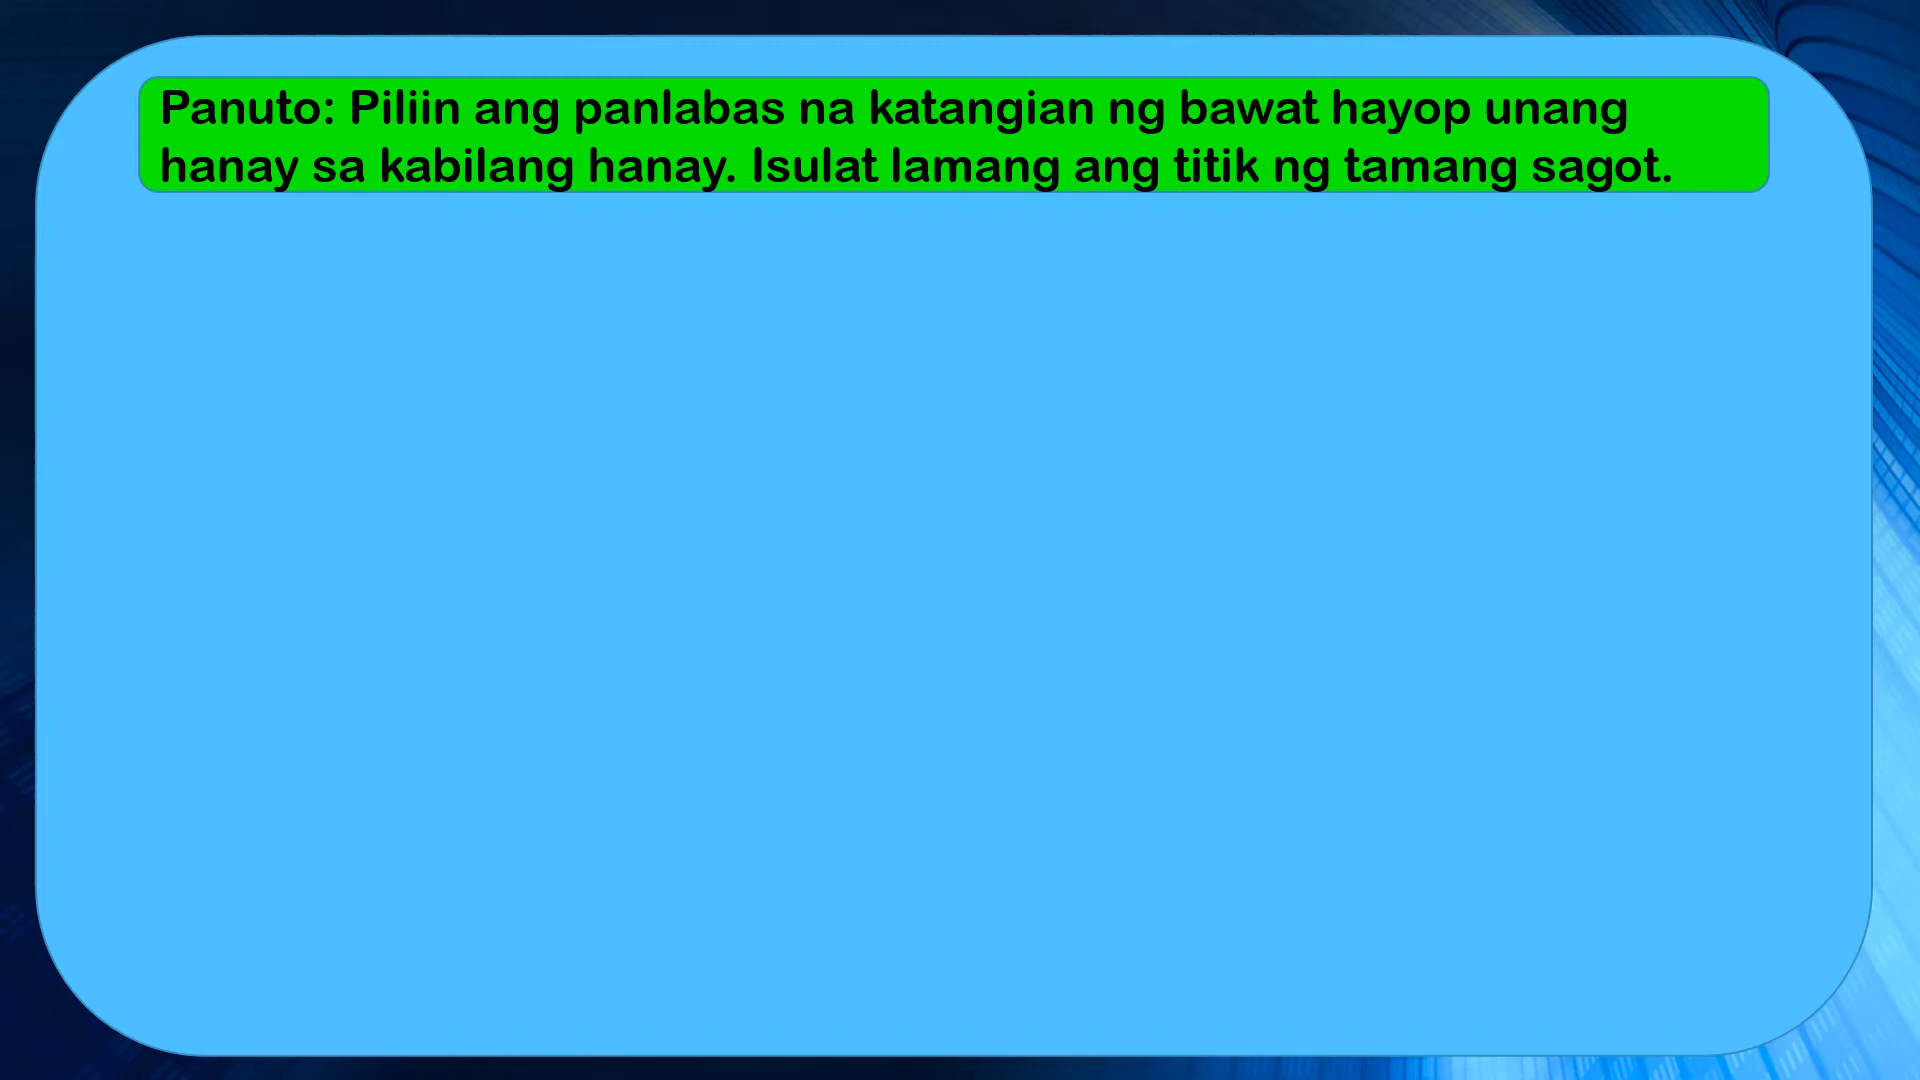 Panuto: Piliin ang panlabas na katangian ng bawat hayop unang
hanay sa kabilang hanay. Isulat lamang ang titik ng tamang sagot.